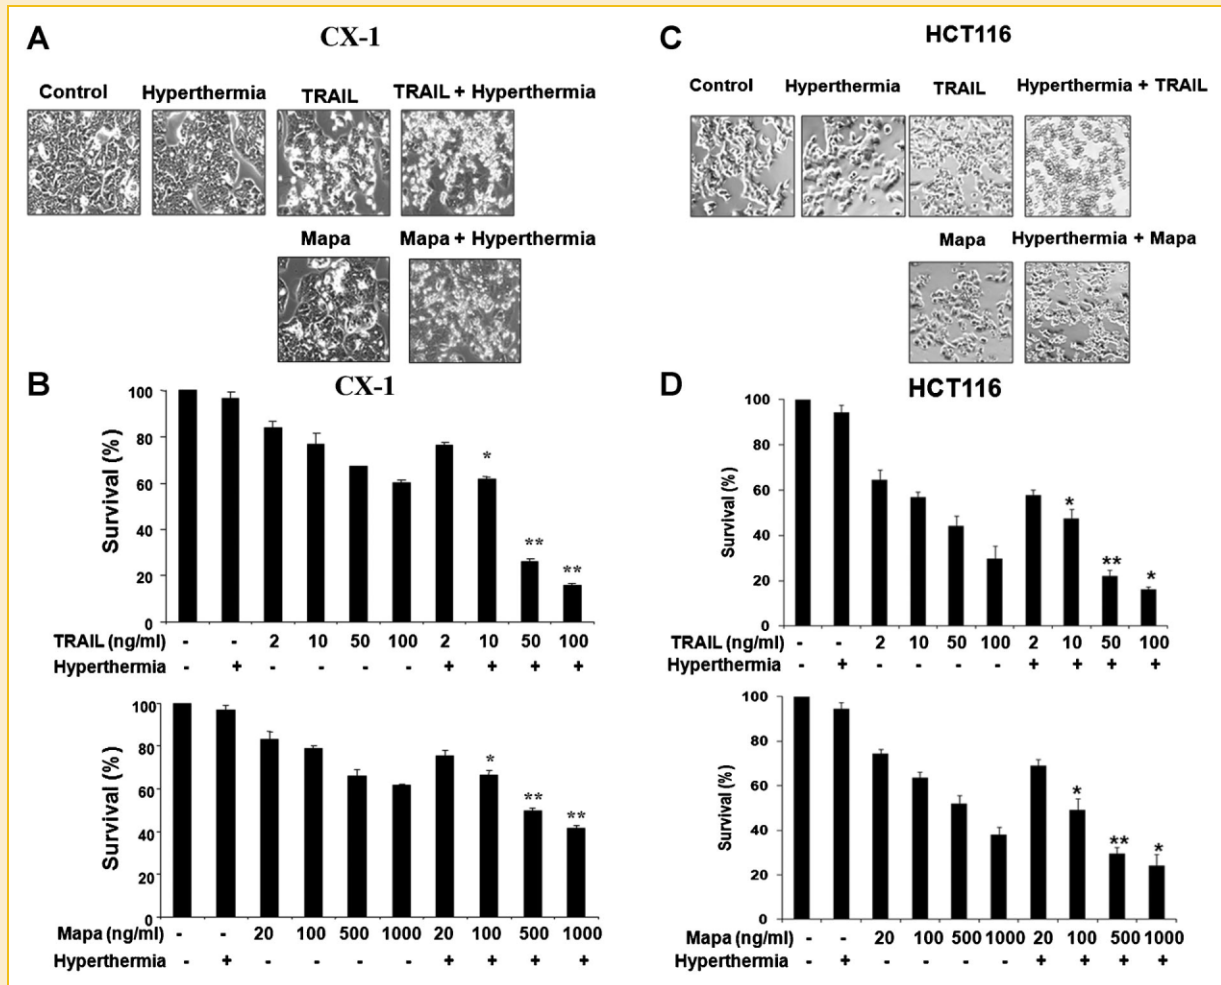 A
CX-1
Control Hyperthermia TRAIL TRAIL + Hyperthermia
Mapa Mapa + Hyperthermia
B
CX-1
Survival (%)
100
80
60
40
20
0
* ** **
TRAIL (ng/ml) - - 2 10 50 100 2 10 50 100
Hyperthermia - + - - - - + + + +
Survival (%)
100
80
60
40
20
0
* ** **
Mapa (ng/ml) - - 20 100 500 1000 20 100 500 1000
Hyperthermia - + - - - - + + + +
C
HCT116
Control Hyperthermia TRAIL Hyperthermia + TRAIL
Mapa Hyperthermia + Mapa
D
HCT116
Survival (%)
100
80
60
40
20
0
* ** *
TRAIL (ng/ml) - - 2 10 50 100 2 10 50 100
Hyperthermia - + - - - - + + + +
Survival (%)
100
80
60
40
20
0
* ** *
Mapa (ng/ml) - - 20 100 500 1000 20 100 500 1000
Hyperthermia - + - - - - + + + +